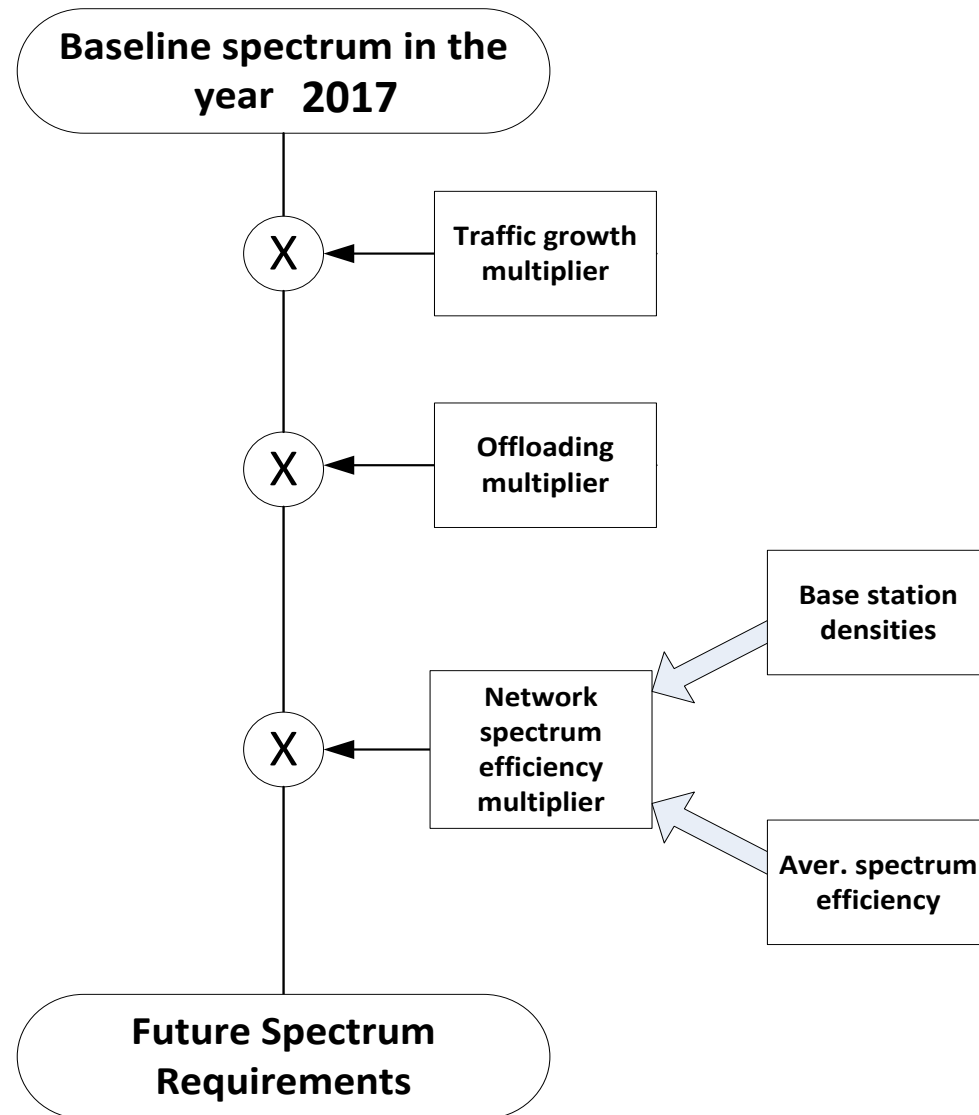 Baseline spectrum in the
year 2017
X
Traffic growth
multiplier
X
Offloading
multiplier
Base station
densities
X
Network
spectrum
efficiency
multiplier
Aver. spectrum
efficiency
Future Spectrum
Requirements